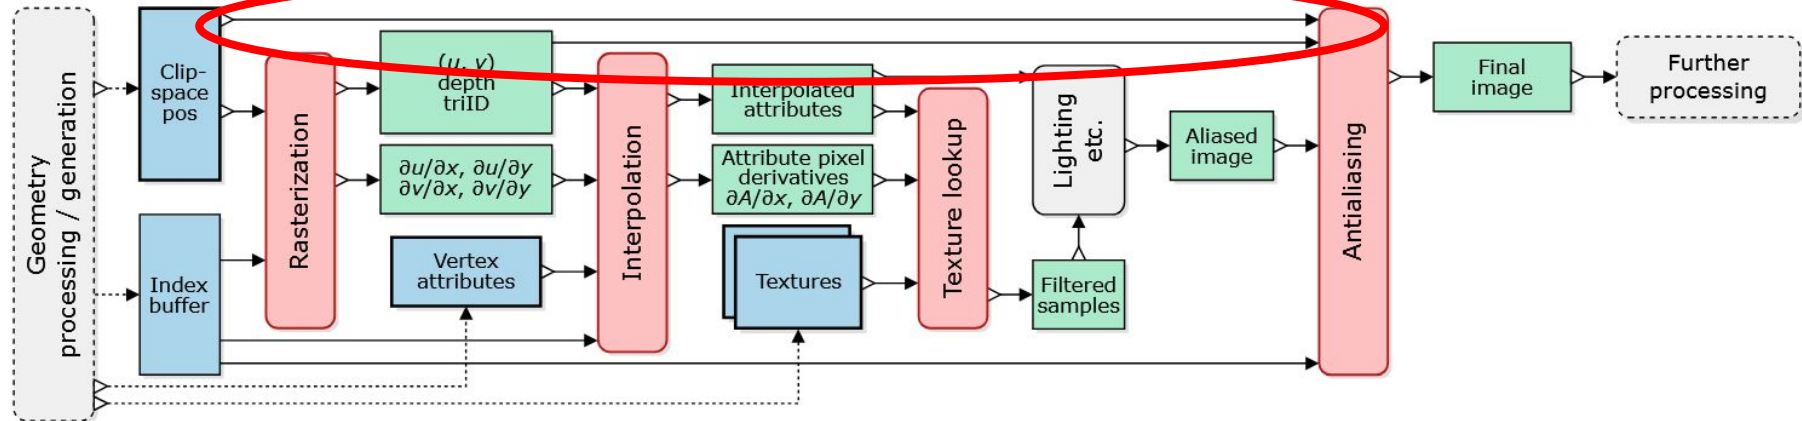 Geometry
processing / generation
Clip-
space
pos
Index
buffer
Rasterization
(u, v)
depth
triID
∂u/∂x, ∂u/∂y
∂v/∂x, ∂v/∂y
Vertex
attributes
Interpolation
Interpolated
attributes
Attribute pixel
derivatives
∂A/∂x, ∂A/∂y
Textures
Texture lookup
Lighting
etc.
Filtered
samples
Aliased
image
Antialiasing
Final
image
Further
processing